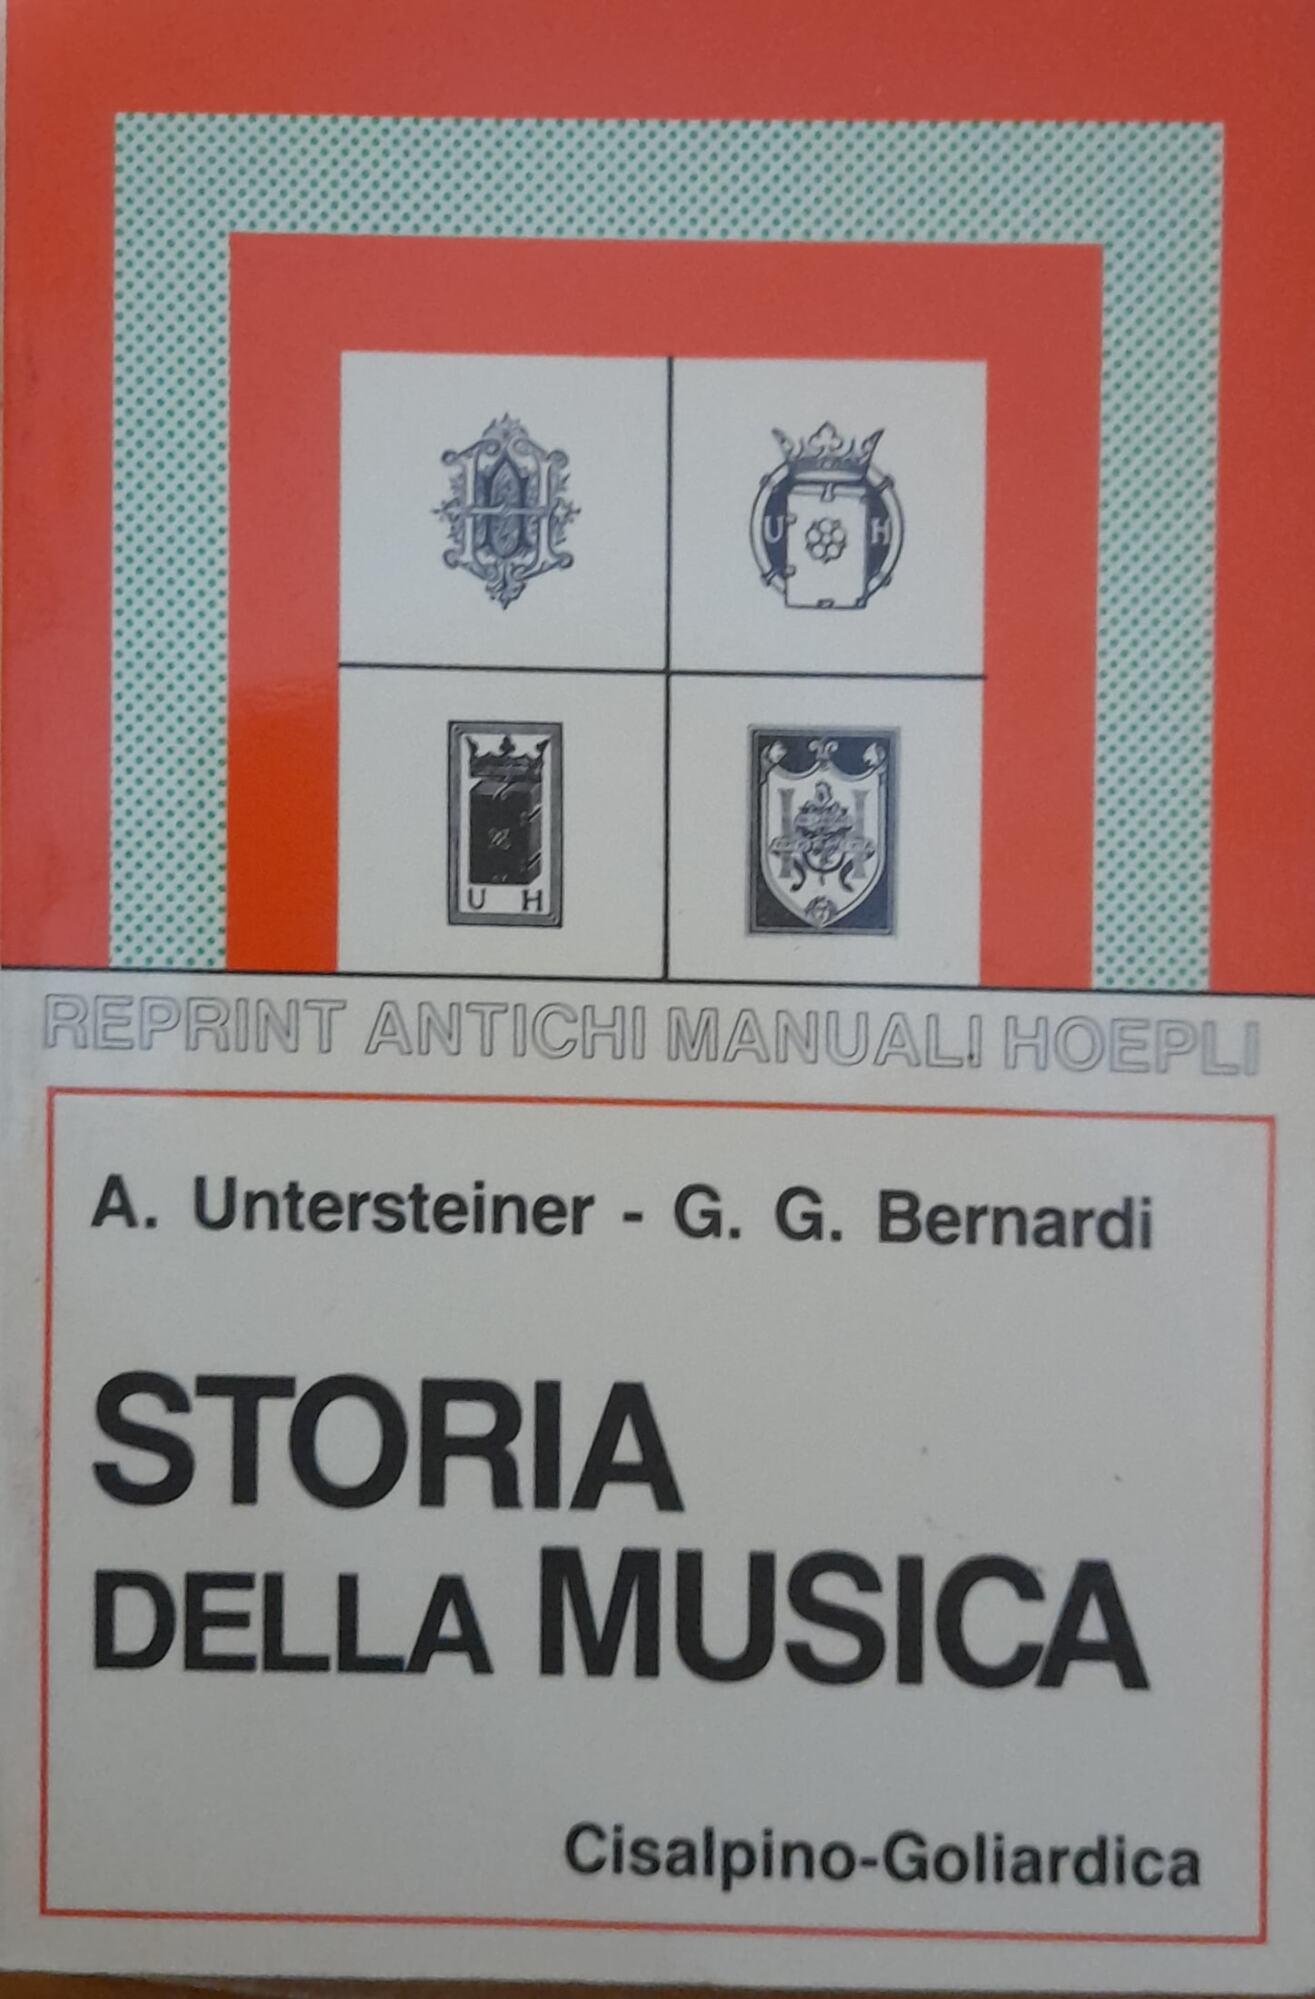 U H
U H
REPRINT ANTICHI MANUALI HOEPLI
A. Untersteiner - G. G. Bernardi
STORIA
DELLA MUSICA
Cisalpino-Goliardica